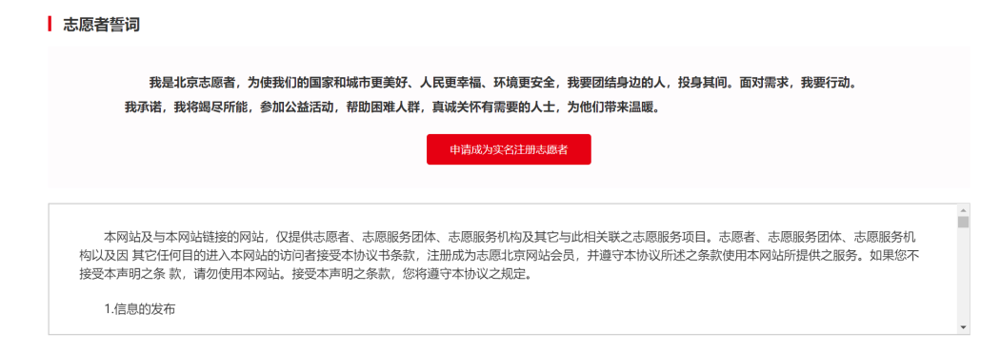 志愿者誓词
我是北京志愿者，为使我们的国家和城市更美好、人民更幸福、环境更安全，我要团结身边的人，投身其间。面对需求，我要行动。
我承诺，我将竭尽所能，参加公益活动，帮助困难人群，真诚关怀有需要的人士，为他们带来温暖。
申请成为实名注册志愿者
本网站及与本网站链接的网站，仅提供志愿者、志愿服务团体、志愿服务机构及其它与此相关联之志愿服务项目。志愿者、志愿服务团体、志愿服务机
构以及因 其它任何目的进入本网站的访问者接受本协议书条款，注册成为志愿北京网站会员，并遵守本协议所述之条款使用本网站所提供之服务。如果您不
接受本声明之条 款，请勿使用本网站。接受本声明之条款，您将遵守本协议之规定。
1.信息的发布